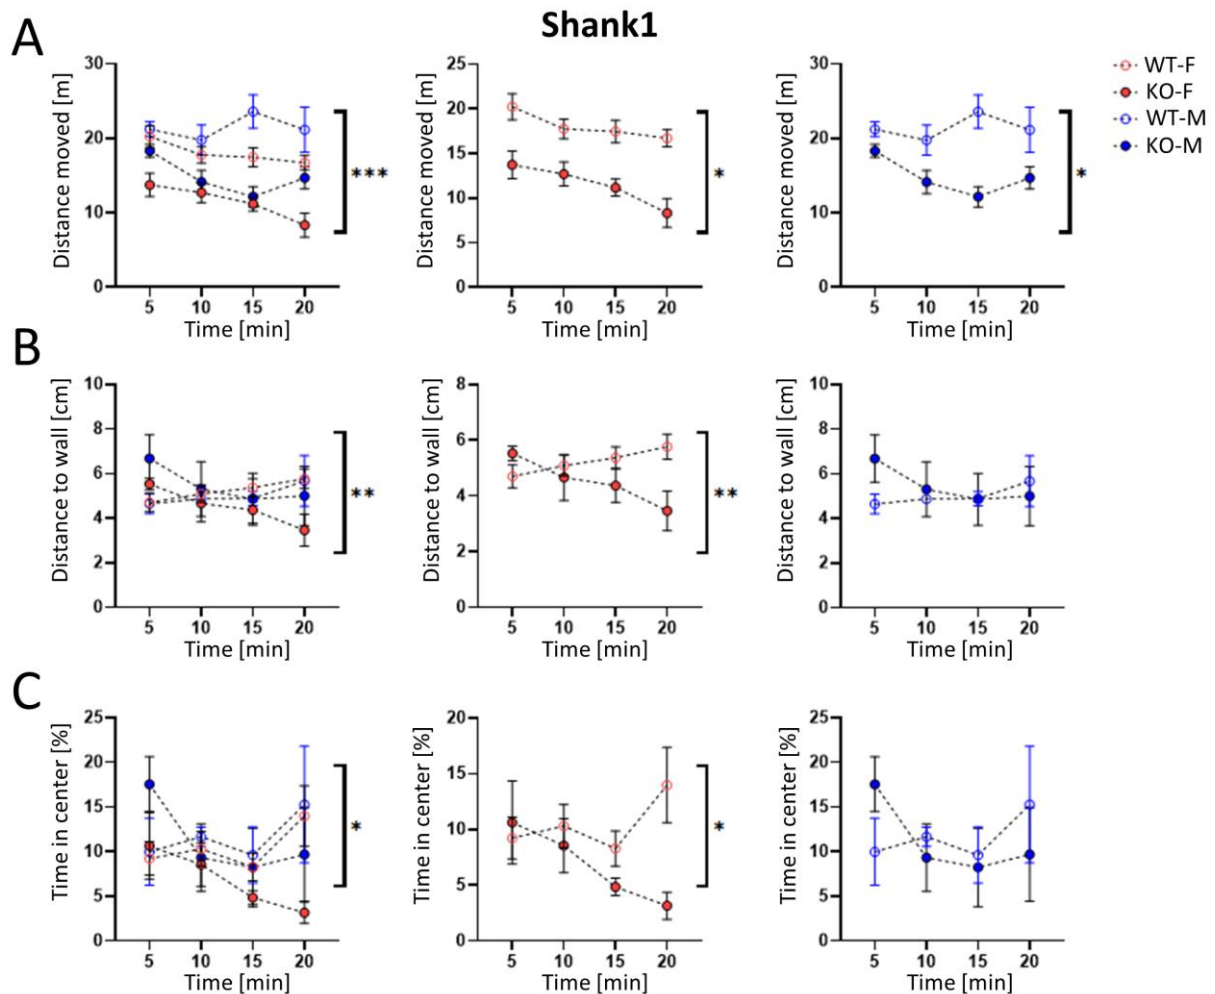 Shank1
A
Distance moved [m]
30
20
10
0
5 10 15 20
Time [min]
***
Distance moved [m]
25
20
15
10
5
0
5 10 15 20
Time [min]
*
Distance moved [m]
30
20
10
0
5 10 15 20
Time [min]
*
WT-F
KO-F
WT-M
KO-M
B
Distance to wall [cm]
10
8
6
4
2
0
5 10 15 20
Time [min]
**
Distance to wall [cm]
8
6
4
2
0
5 10 15 20
Time [min]
**
Distance to wall [cm]
10
8
6
4
2
0
5 10 15 20
Time [min]
C
Time in center [%]
25
20
15
10
5
0
5 10 15 20
Time [min]
*
Time in center [%]
20
15
10
5
0
5 10 15 20
Time [min]
*
Time in center [%]
25
20
15
10
5
0
5 10 15 20
Time [min]